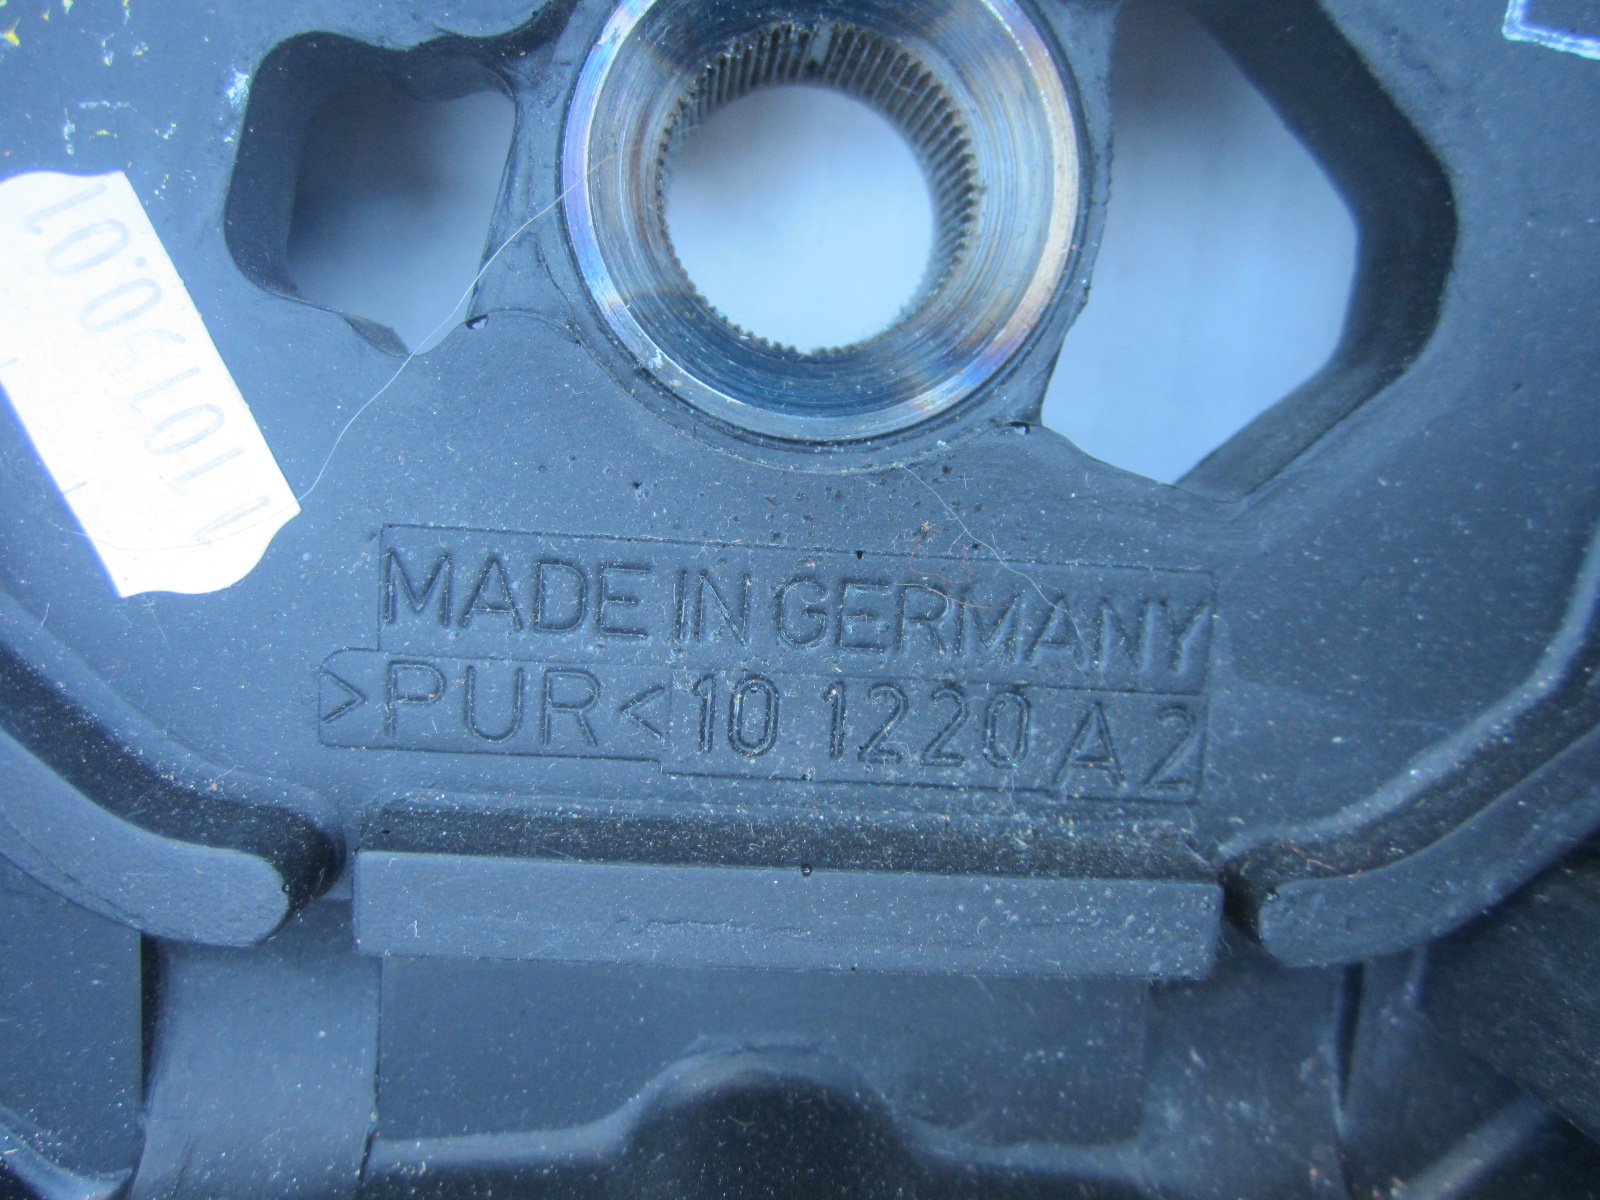 MADE IN GERMANY
>PUR< 10 1220 A2